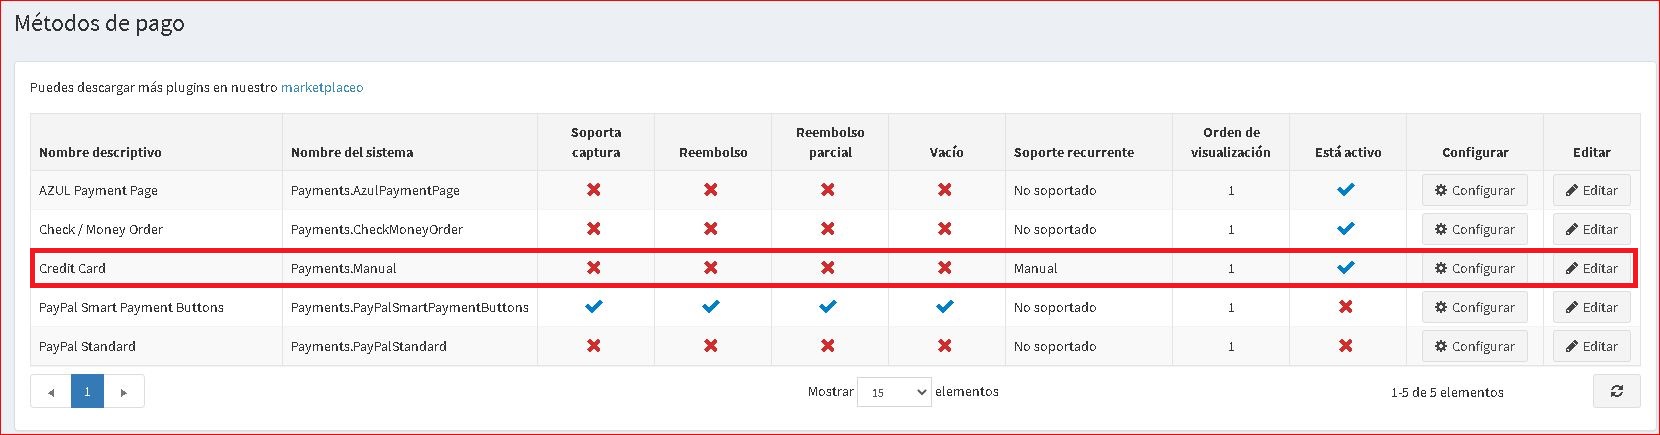 Métodos de pago
Puedes descargar más plugins en nuestro marketplaceo
Nombre descriptivo Nombre del sistema Soporta captura Reembolso Reembolso parcial Vacío Soporte recurrente Orden de visualización Está activo Configurar Editar
AZUL Payment Page Payments.AzulPaymentPage No soportado 1 Configurar Editar
Check / Money Order Payments.CheckMoneyOrder No soportado 1 Configurar Editar
Credit Card Payments.Manual Manual 1 Configurar Editar
PayPal Smart Payment Buttons Payments.PayPalSmartPaymentButtons No soportado 1 Configurar Editar
PayPal Standard Payments.PayPalStandard No soportado 1 Configurar Editar
1 Mostrar 15 elementos 1-5 de 5 elementos